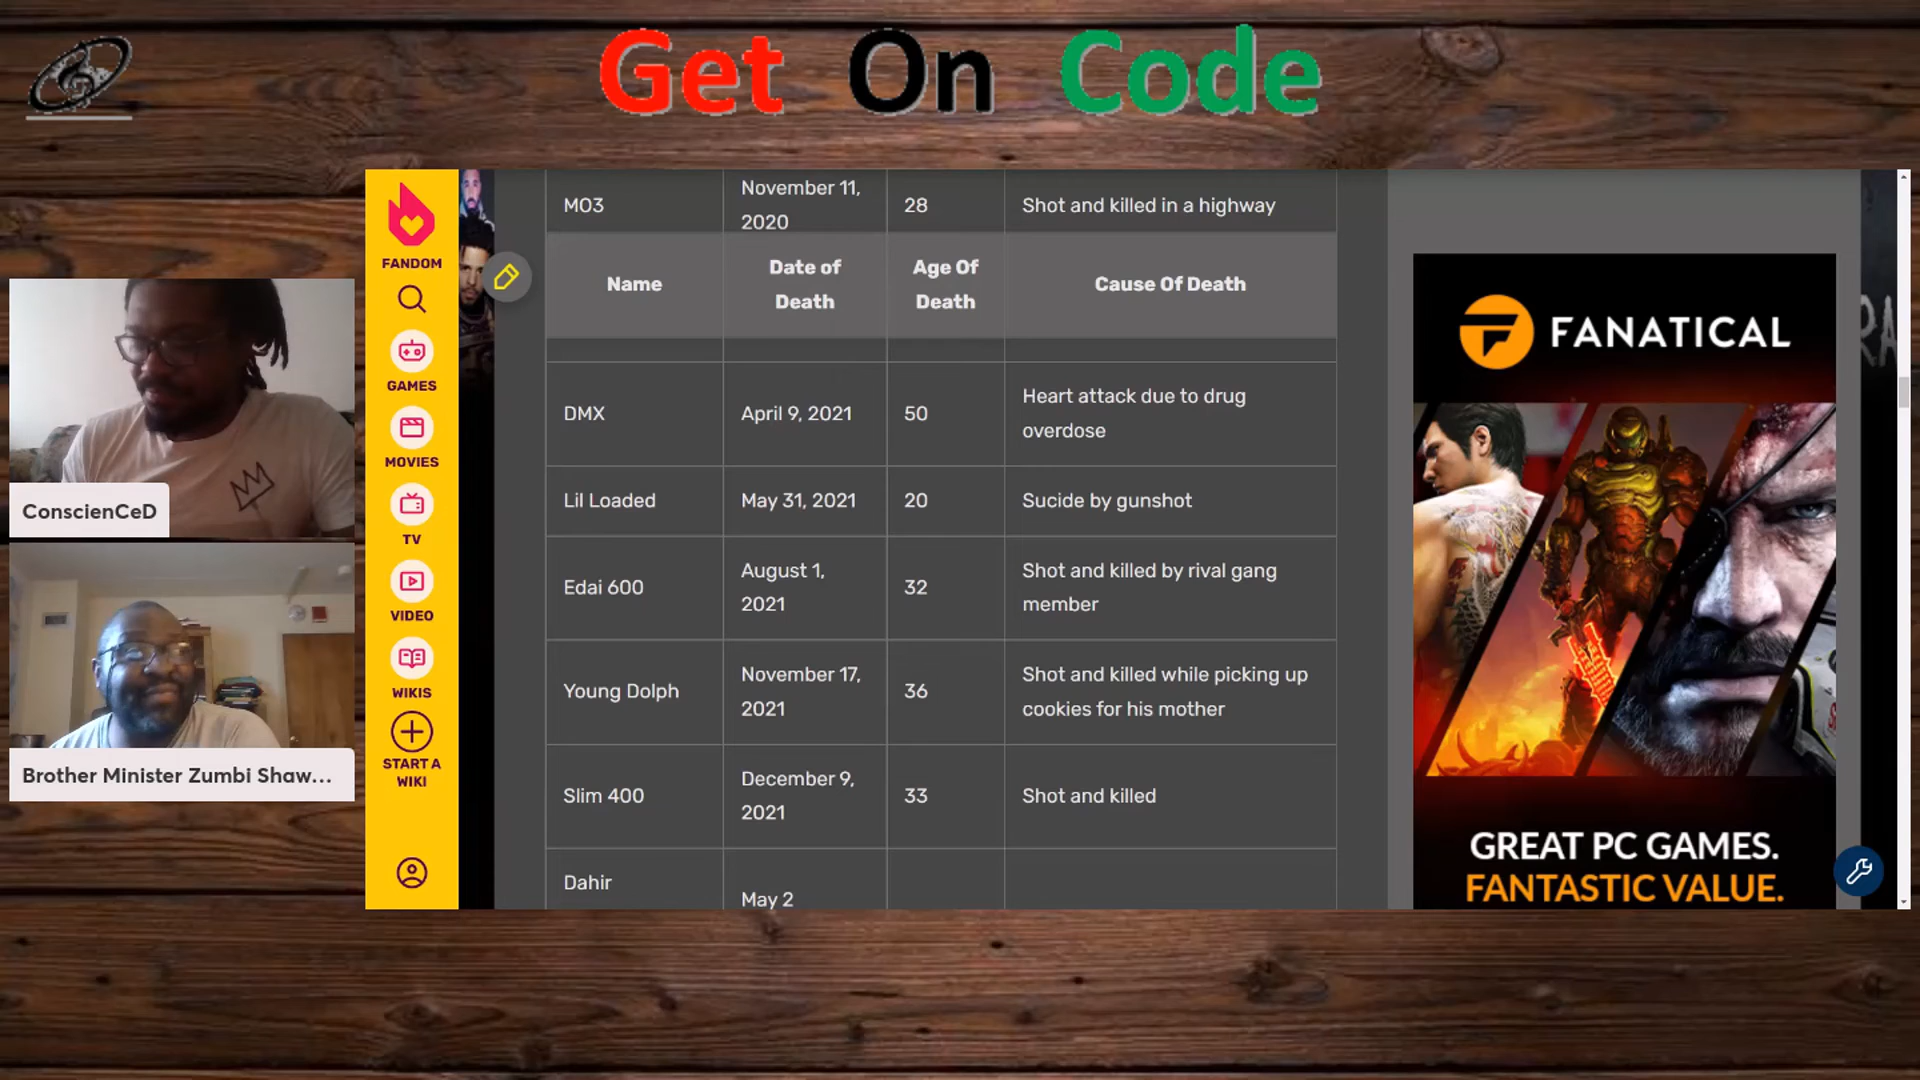 Get On Code
FANDOM
GAMES
MOVIES
TV
VIDEO
WIKIS
START A
WIKI
MO3
November 11,
2020
28
Shot and killed in a highway
Name
Date of
Death
Age Of
Death
Cause Of Death
DMX
April 9, 2021
50
Heart attack due to drug
overdose
Lil Loaded
May 31, 2021
20
Sucide by gunshot
Edai 600
August 1,
2021
32
Shot and killed by rival gang
member
Young Dolph
November 17,
2021
36
Shot and killed while picking up
cookies for his mother
Slim 400
December 9,
2021
33
Shot and killed
Dahir
May 2
FANATICAL
GREAT PC GAMES.
FANTASTIC VALUE.
RA
ConscienCeD
Brother Minister Zumbi Shaw...